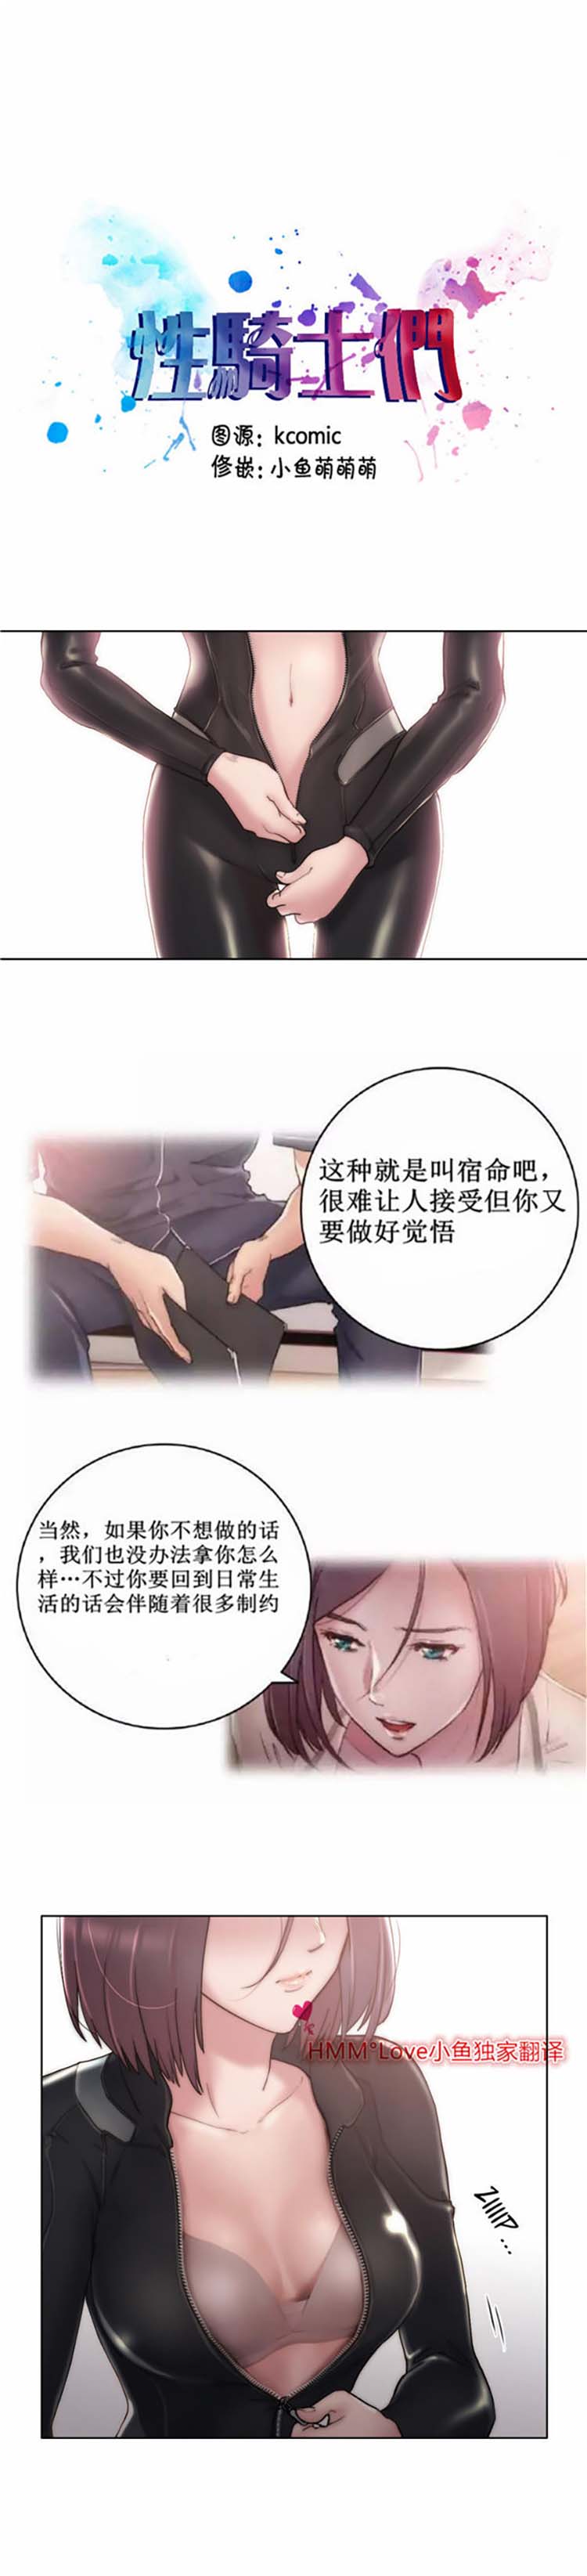 性騎士們
图源: kcomic
修嵌: 小鱼萌萌萌
这种就是叫宿命吧，
很难让人接受但你又
要做好觉悟
当然，如果你不想做的话
，我们也没办法拿你怎么
样…不过你要回到日常生
活的话会伴随着很多制约
HMM°Love小鱼独家翻译
ZIIIP...